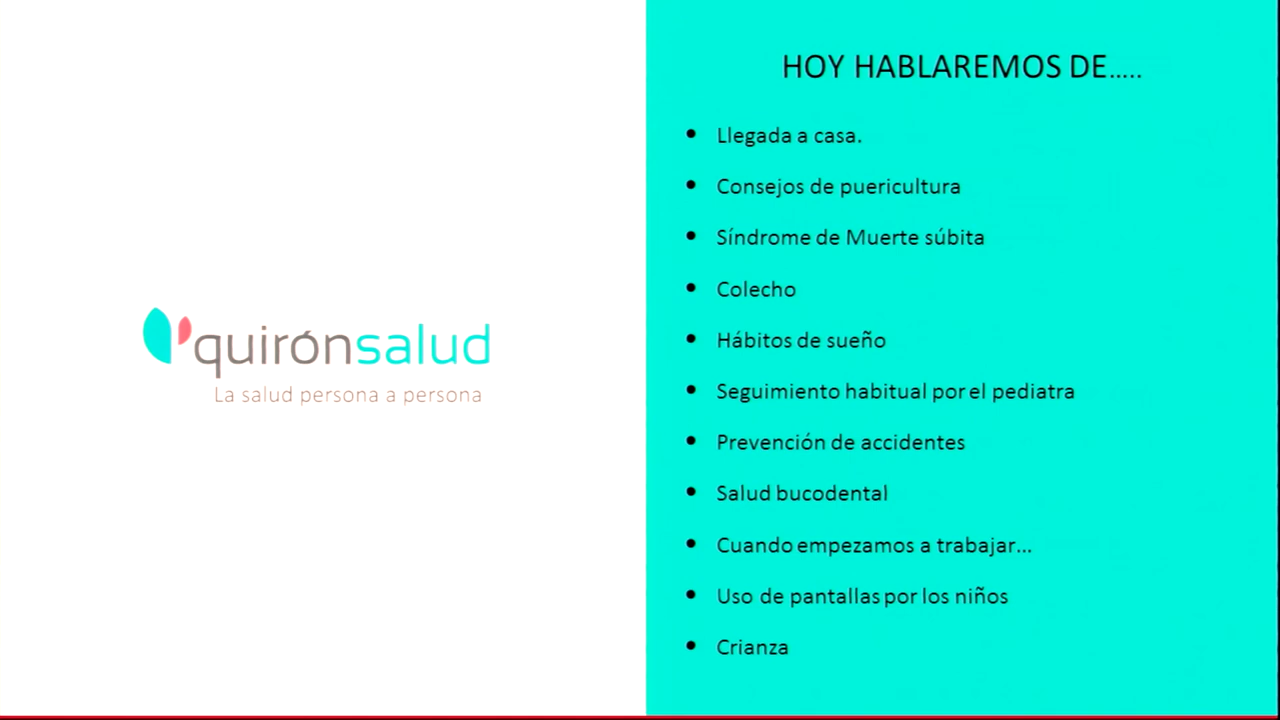 quirónsalud
La salud persona a persona
HOY HABLAREMOS DE.....
• Llegada a casa.
• Consejos de puericultura
• Síndrome de Muerte súbita
• Colecho
• Hábitos de sueño
• Seguimiento habitual por el pediatra
• Prevención de accidentes
• Salud bucodental
• Cuando empezamos a trabajar...
• Uso de pantallas por los niños
• Crianza